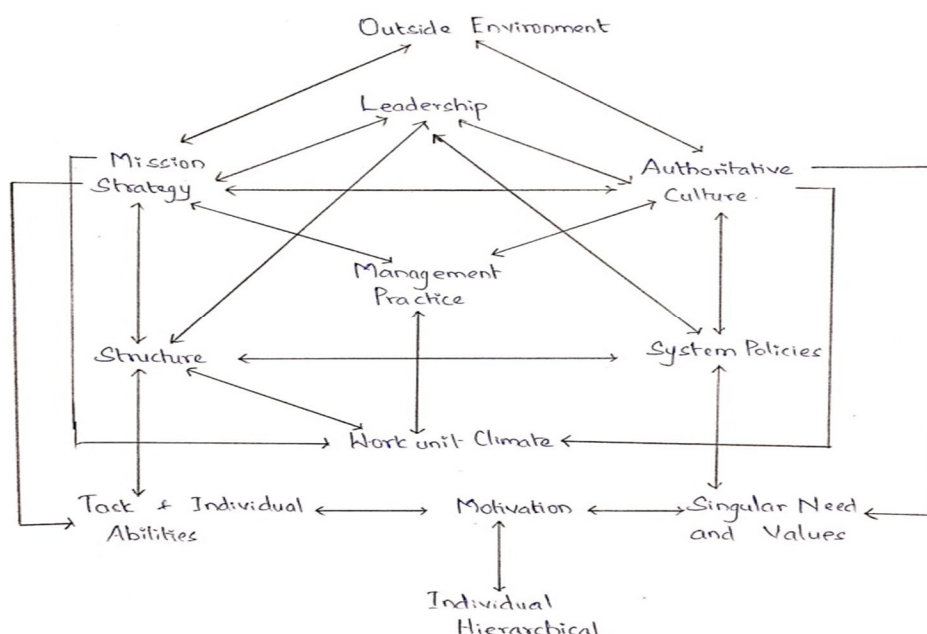 Outside Environment
Leadership
Mission
Strategy
Authoritative
Culture.
Management
Practice
Structure
System Policies
Work unit Climate
Tack & Individual
Abilities
Motivation
Singular Need
and Values
Individual
Hierarchical